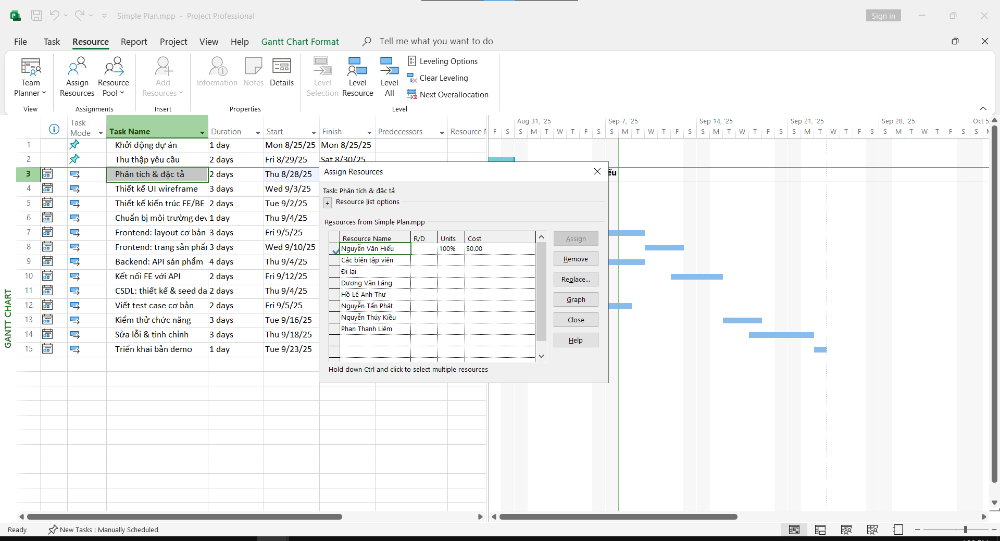 Simple Plan.mpp - Project Professional
Sign in
File Task Resource Report Project View Help Gantt Chart Format Tell me what you want to do
Team Planner
Assign Resources
Resource Pool
Add Resources
Information
Notes
Details
Level Selection
Level Resource
Level All
Leveling Options
Clear Leveling
Next Overallocation
View Assignments Insert Properties Level
Task Mode Task Name Duration Start Finish Predecessors Resource N
Aug 31, '25 Sep 7, '25 Sep 14, '25 Sep 21, '25 Sep 28, '25 Oct 5
F S S M T W T F S S M T W T F S S M T W T F S S M T W T F S S M T W T F S S M
1 Khởi động dự án 1 day Mon 8/25/25 Mon 8/25/25
2 Thu thập yêu cầu 2 days Fri 8/29/25 Sat 8/30/25
3 Phân tích & đặc tả 2 days Thu 8/28/25
4 Thiết kế UI wireframe 3 days Wed 9/3/25
5 Thiết kế kiến trúc FE/BE 2 days Tue 9/2/25
6 Chuẩn bị môi trường dev 1 day Thu 9/4/25
7 Frontend: layout cơ bản 3 days Fri 9/5/25
8 Frontend: trang sản phẩ 3 days Wed 9/10/25
9 Backend: API sản phẩm 4 days Thu 9/4/25
10 Kết nối FE với API 2 days Fri 9/12/25
11 CSDL: thiết kế & seed da 2 days Thu 9/4/25
12 Viết test case cơ bản 2 days Fri 9/5/25
13 Kiểm thử chức năng 3 days Tue 9/16/25
14 Sửa lỗi & tinh chỉnh 3 days Thu 9/18/25
15 Triển khai bản demo 1 day Tue 9/23/25
ếu
GANTT CHART
Assign Resources
Task: Phân tích & đặc tả
+ Resource list options
Resources from Simple Plan.mpp
Resource Name R/D Units Cost
Nguyễn Văn Hiếu 100% $0.00
Các biên tập viên
Đi lại
Dương Văn Lăng
Hồ Lê Anh Thư
Nguyễn Tấn Phát
Nguyễn Thúy Kiều
Phan Thanh Liêm
Assign
Remove
Replace...
Graph
Close
Help
Hold down Ctrl and click to select multiple resources
Ready New Tasks : Manually Scheduled